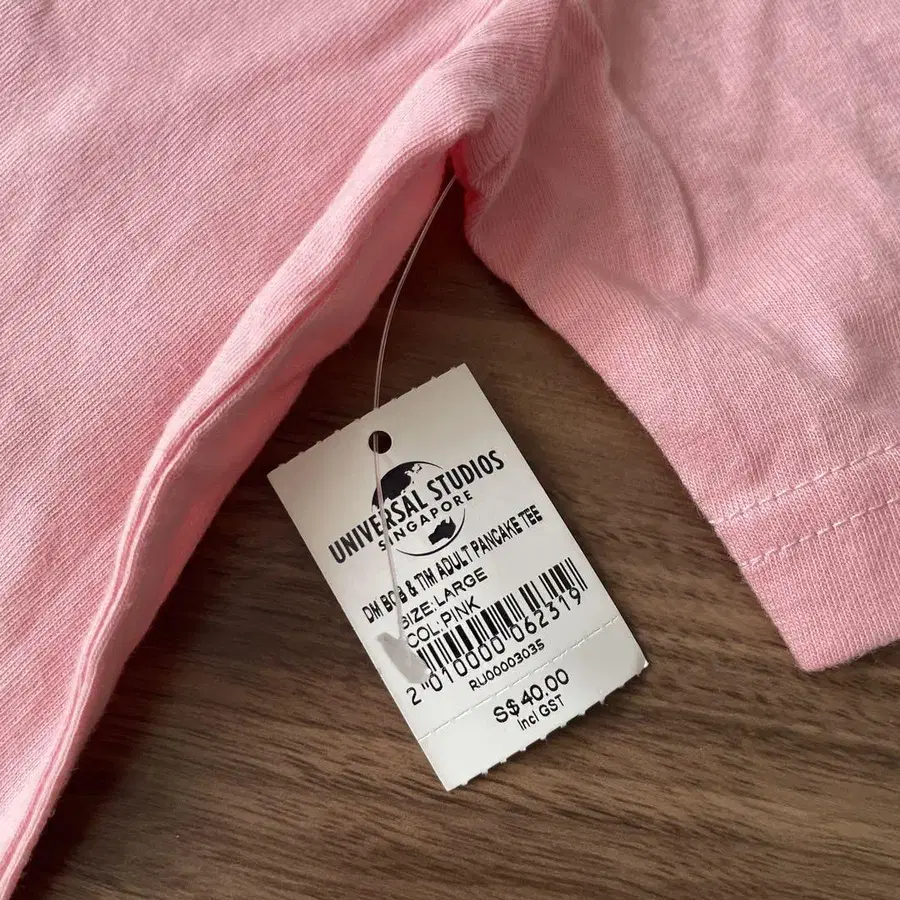 UNIVERSAL STUDIOS
SINGAPORE
DM BOB & TIM ADULT PANCAKE TEE
SIZE:LARGE
COL:PINK
2 010000 062319
RU00003035
S$ 40.00
Incl GST